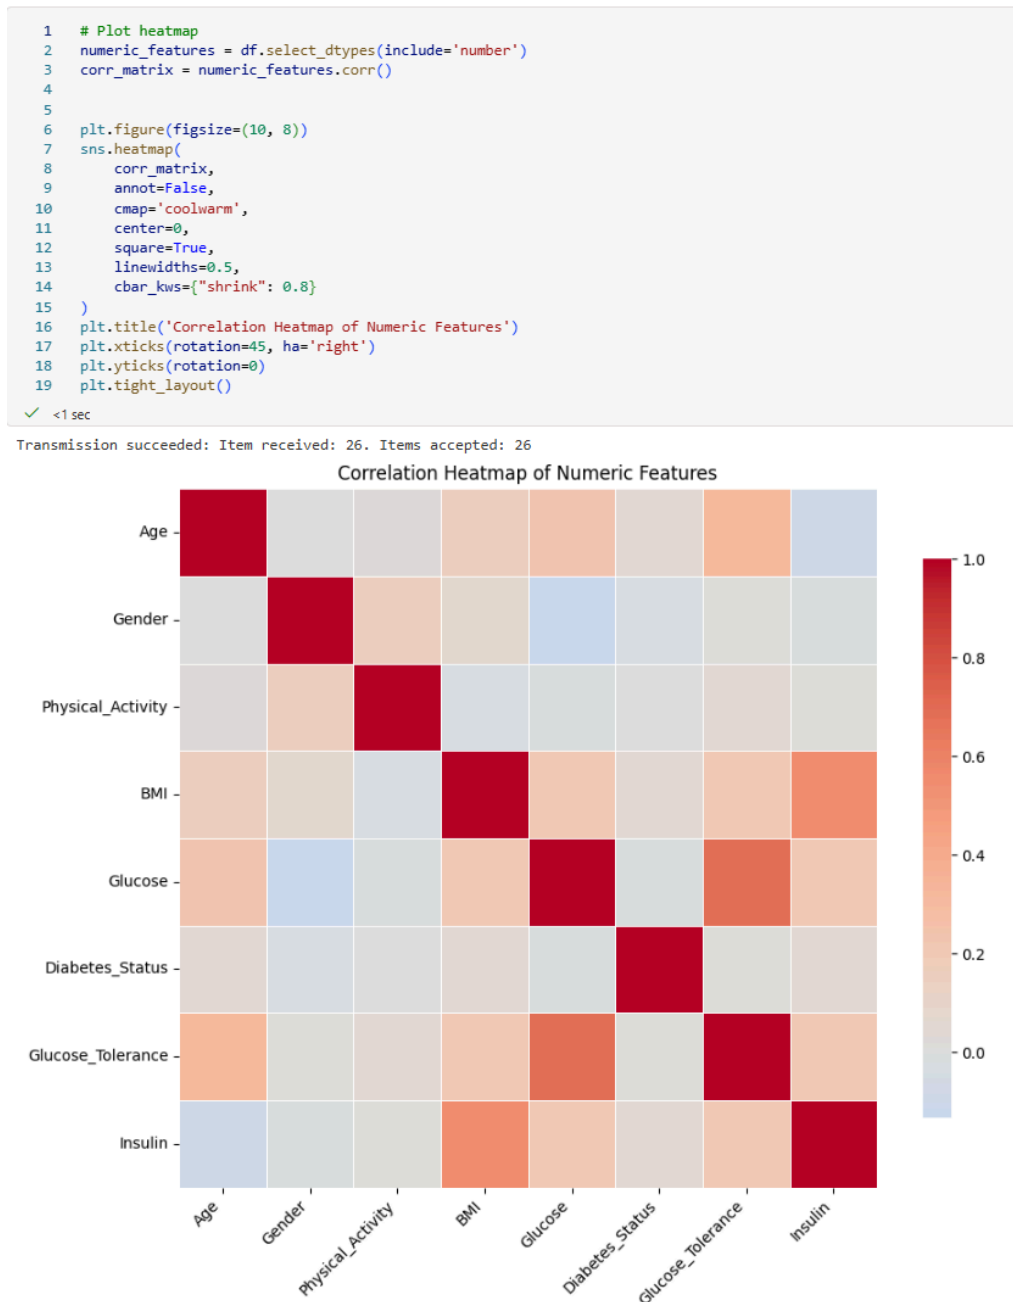 1 # Plot heatmap
2 numeric_features = df.select_dtypes(include='number')
3 corr_matrix = numeric_features.corr()
4
5
6 plt.figure(figsize=(10, 8))
7 sns.heatmap(
8     corr_matrix,
9     annot=False,
10     cmap='coolwarm',
11     center=0,
12     square=True,
13     linewidths=0.5,
14     cbar_kws={"shrink": 0.8}
15 )
16 plt.title('Correlation Heatmap of Numeric Features')
17 plt.xticks(rotation=45, ha='right')
18 plt.yticks(rotation=0)
19 plt.tight_layout()
<1 sec
Transmission succeeded: Item received: 26. Items accepted: 26
Correlation Heatmap of Numeric Features
Age
Gender
Physical_Activity
BMI
Glucose
Diabetes_Status
Glucose_Tolerance
Insulin
Age
Gender
Physical_Activity
BMI
Glucose
Diabetes_Status
Glucose_Tolerance
Insulin
1.0
0.8
0.6
0.4
0.2
0.0